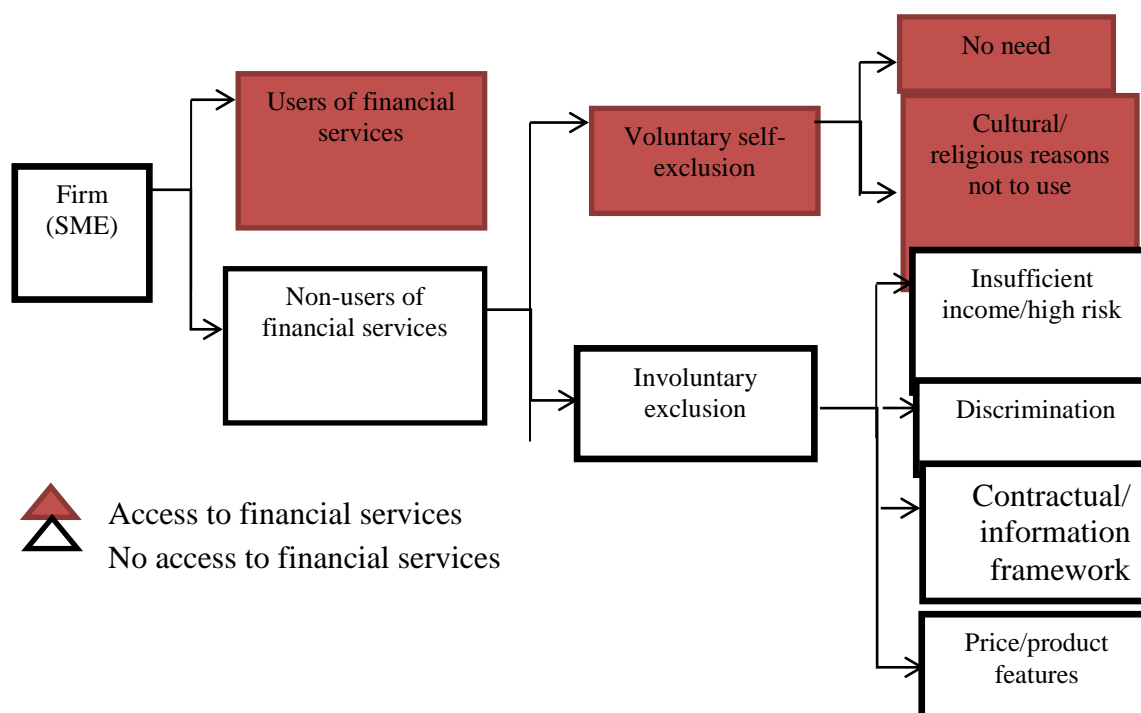 No need
Users of financial
services
Voluntary self-
exclusion
Cultural/
religious reasons
not to use
Firm
(SME)
Non-users of
financial services
Insufficient
income/high risk
Involuntary
exclusion
Discrimination
Contractual/
information
framework
Access to financial services
No access to financial services
Price/product
features